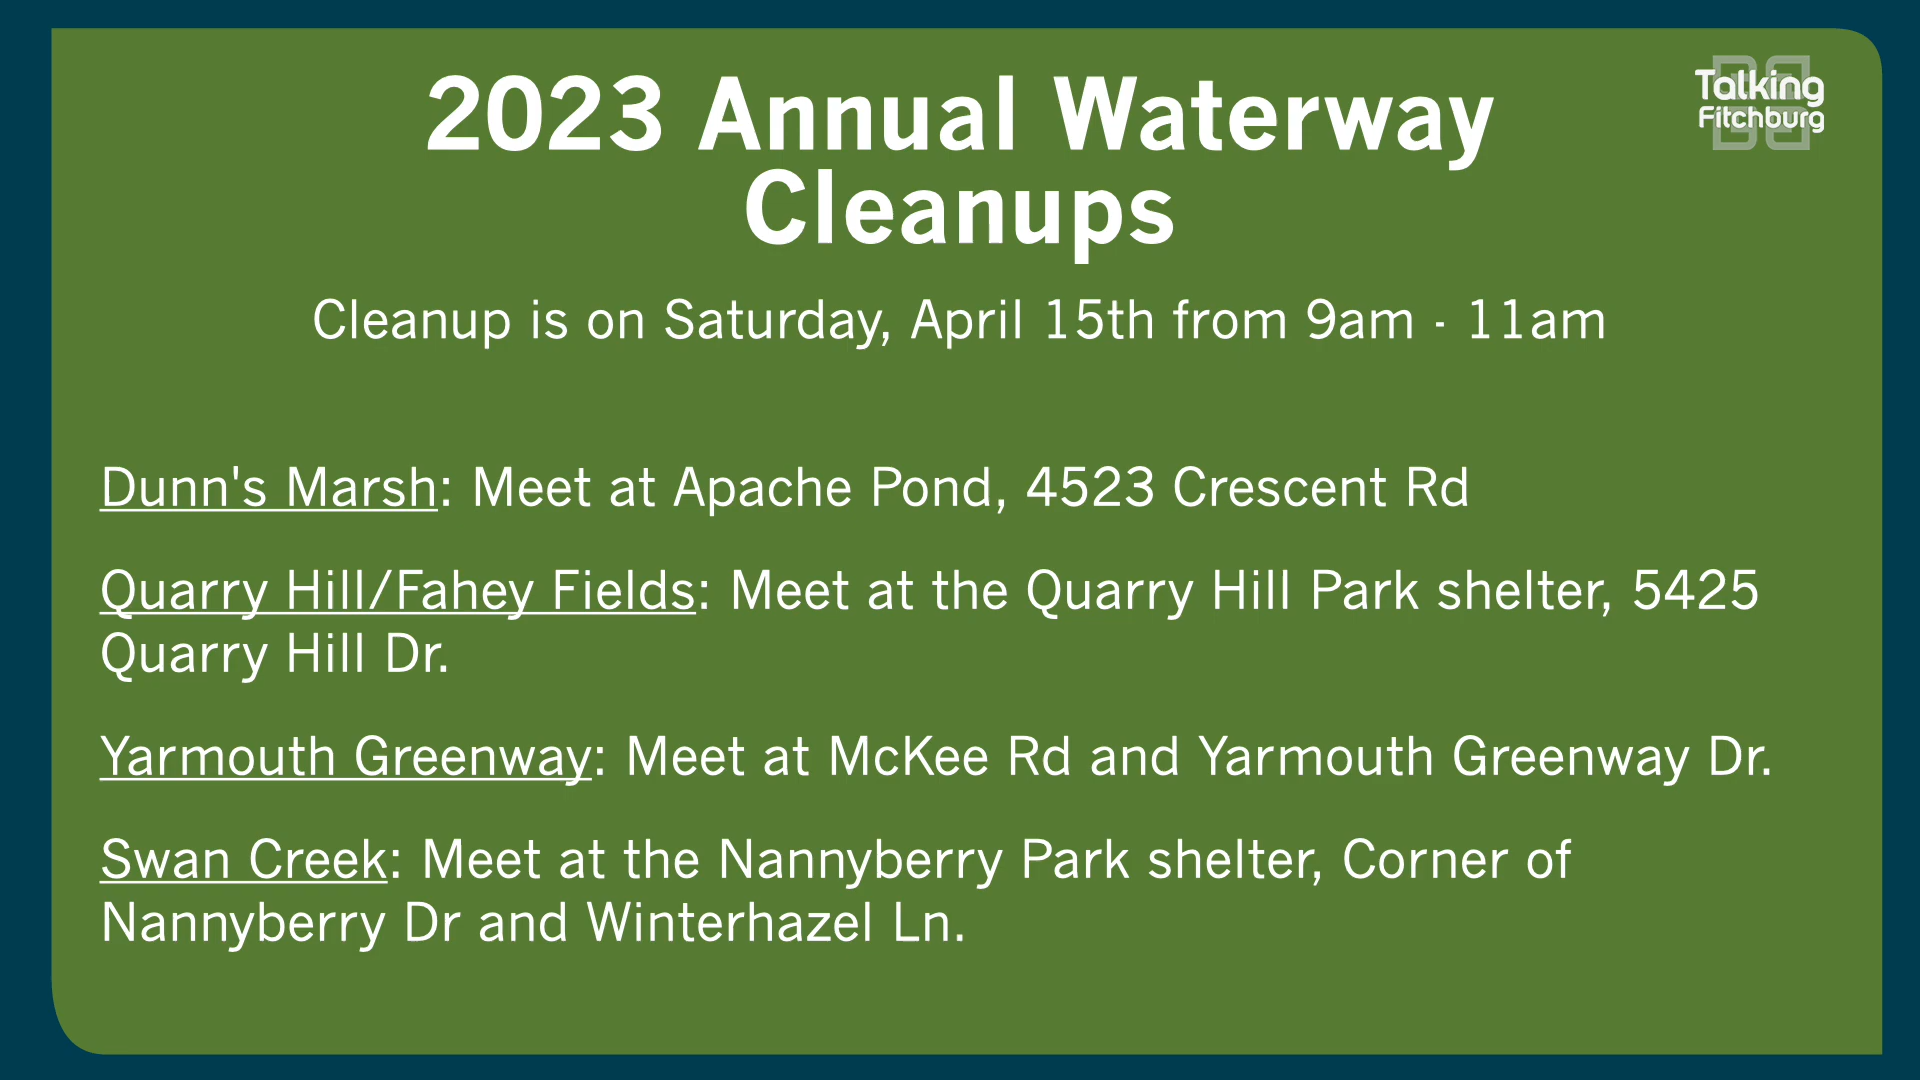 2023 Annual Waterway
Cleanups
Talking
Fitchburg
Cleanup is on Saturday, April 15th from 9am - 11am
Dunn's Marsh: Meet at Apache Pond, 4523 Crescent Rd
Quarry Hill/Fahey Fields: Meet at the Quarry Hill Park shelter, 5425
Quarry Hill Dr.
Yarmouth Greenway: Meet at McKee Rd and Yarmouth Greenway Dr.
Swan Creek: Meet at the Nannyberry Park shelter, Corner of
Nannyberry Dr and Winterhazel Ln.